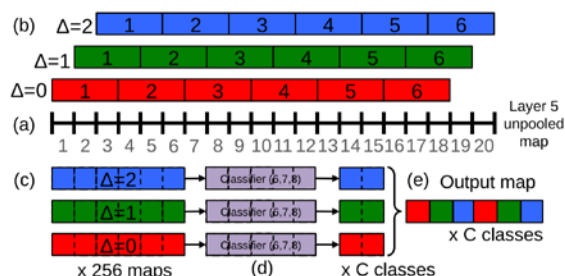 (b) Δ=2 1 2 3 4 5 6
Δ=1 1 2 3 4 5 6
Δ=0 1 2 3 4 5 6
(a)
Layer 5
unpooled
map
1 2 3 4 5 6 7 8 9 10 11 12 13 14 15 16 17 18 19 20
(c) Δ=2 Classifier (6,7,8) (e) Output map
Δ=1 Classifier (6,7,8)
x C classes
Δ=0 Classifier (6,7,8)
x 256 maps (d) x C classes